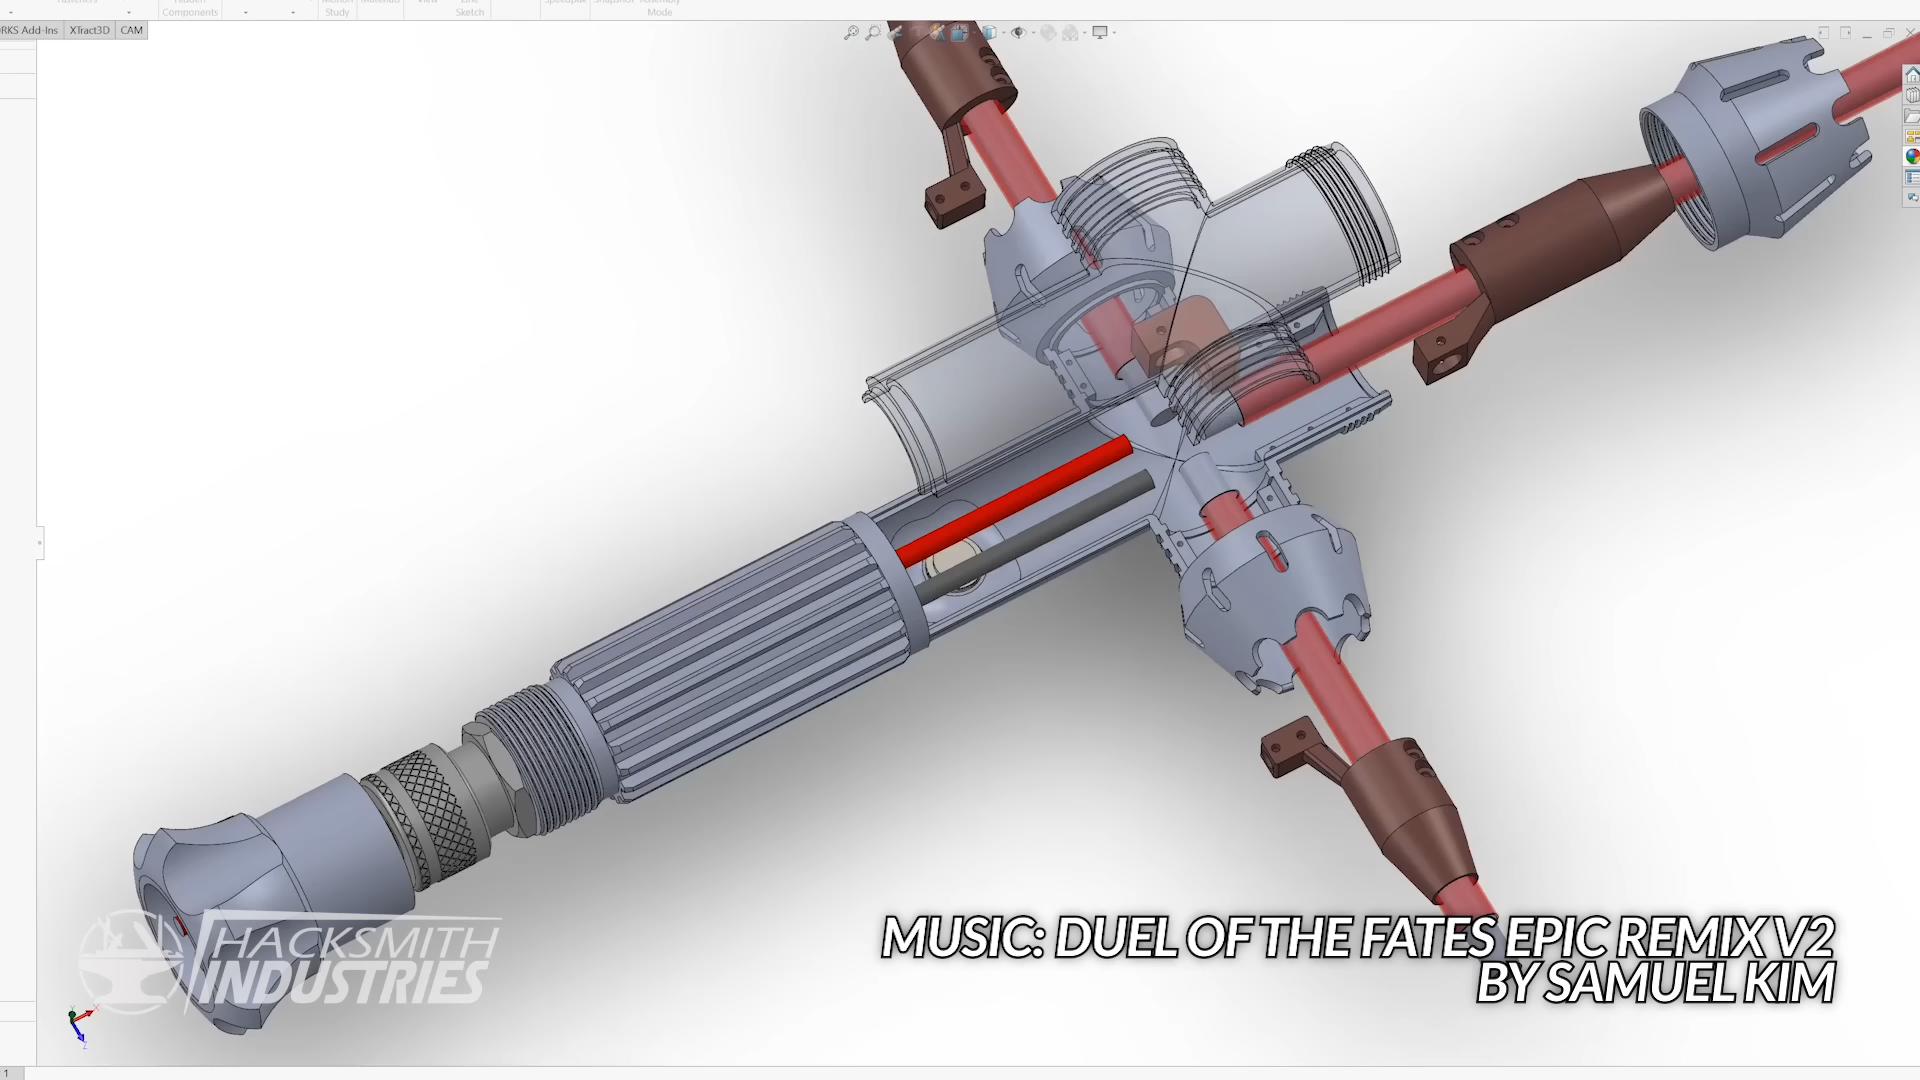 Components
Study
Sketch
Mode
RKS Add-Ins
XTract3D
CAM
HACKSMITH
INDUSTRIES
MUSIC: DUEL OF THE FATES EPIC REMIX V2
BY SAMUEL KIM
1